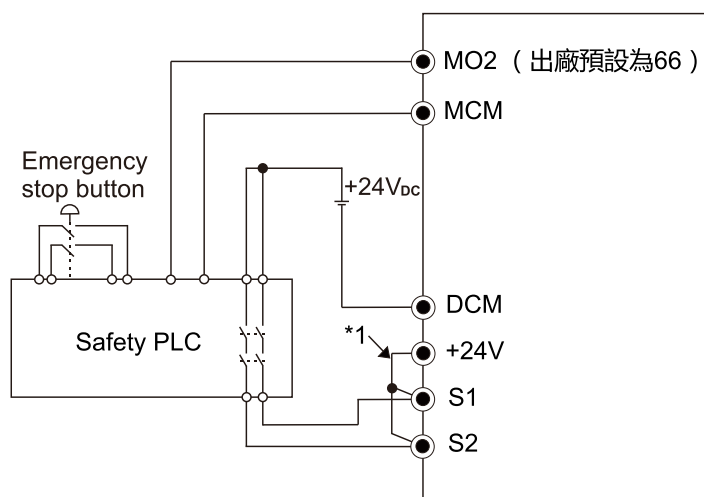 MO2 （出廠預設為66）
MCM
Emergency
stop button
+24VDC
DCM
*1
+24V
Safety PLC
S1
S2